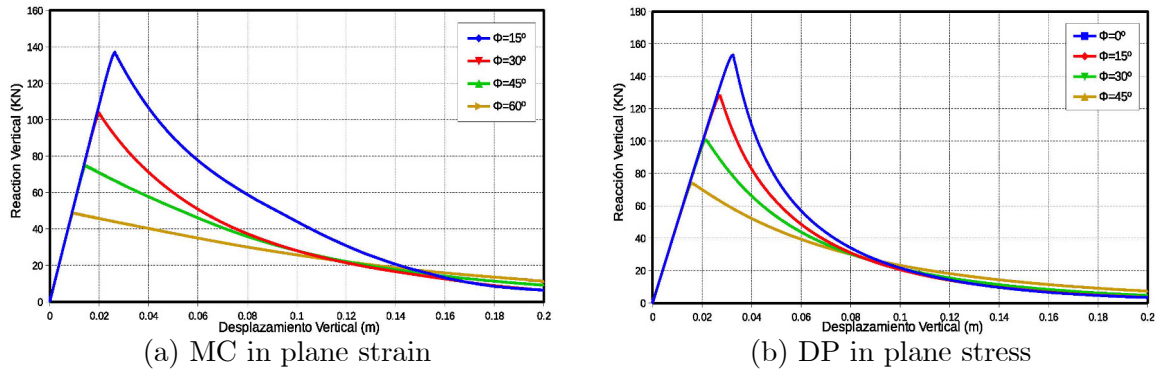 160
140
120
100
80
60
40
20
0
Reaction Vertical (KN)
Φ=15º
Φ=30º
Φ=45º
Φ=60º
0 0.02 0.04 0.06 0.08 0.1 0.12 0.14 0.16 0.18 0.2
Desplazamiento Vertical (m)
(a) MC in plane strain
180
160
140
120
100
80
60
40
20
0
Reacción Vertical (KN)
Φ=0º
Φ=15º
Φ=30º
Φ=45º
0 0.02 0.04 0.06 0.08 0.1 0.12 0.14 0.16 0.18 0.2
Desplazamiento Vertical (m)
(b) DP in plane stress